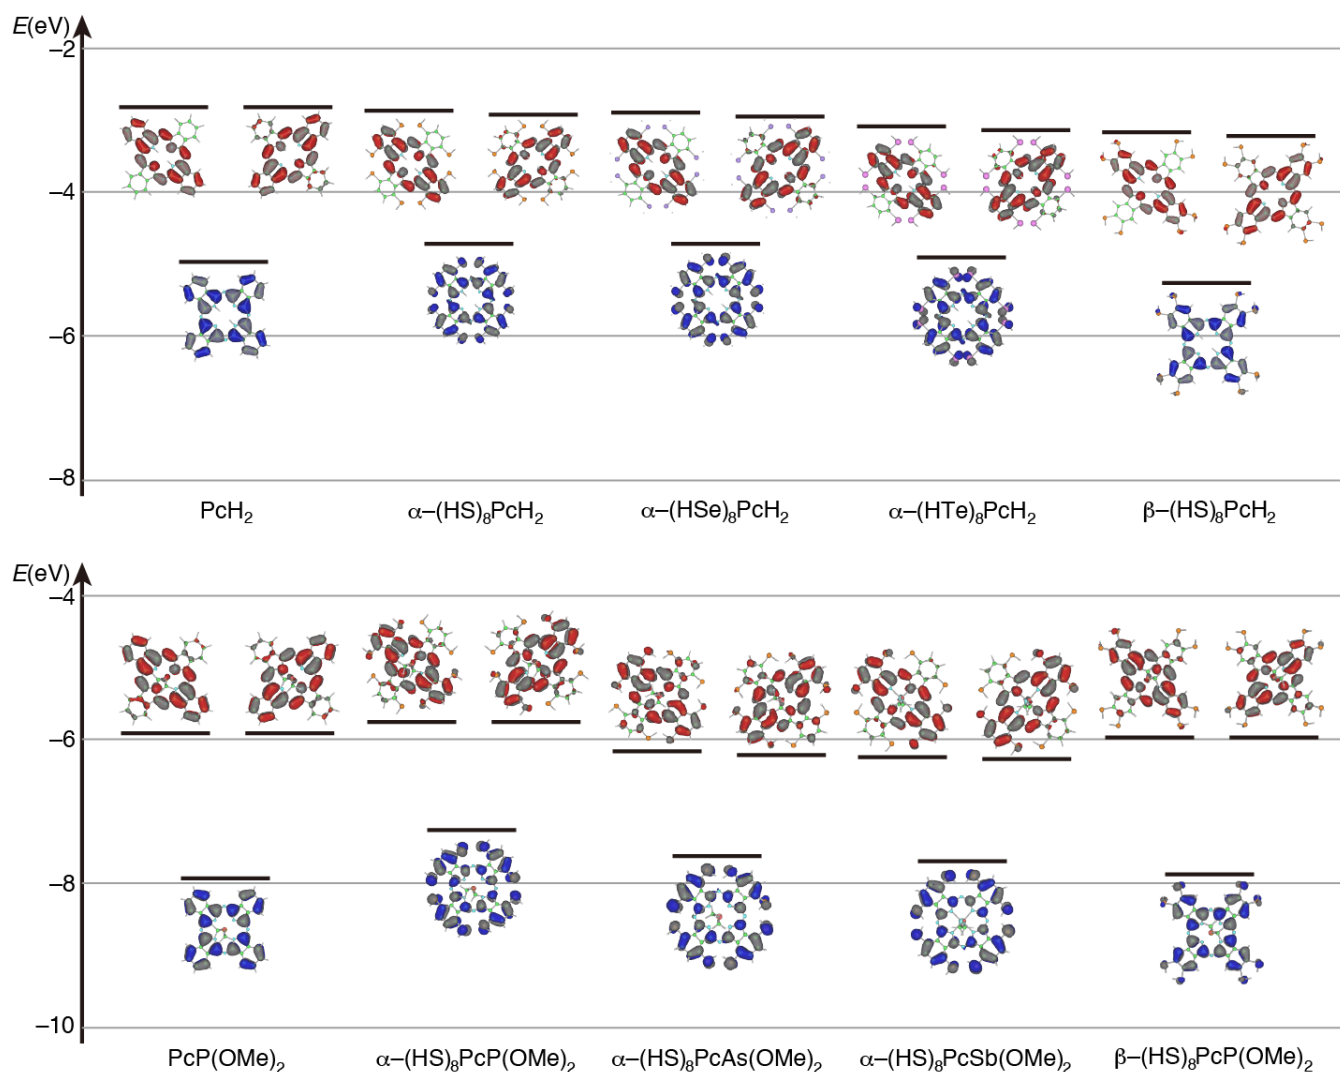 E(eV)
–2
–4
–6
–8
PcH₂
α–(HS)₈PcH₂
α–(HSe)₈PcH₂
α–(HTe)₈PcH₂
β–(HS)₈PcH₂
E(eV)
–4
–6
–8
–10
PcP(OMe)₂
α–(HS)₈PcP(OMe)₂
α–(HS)₈PcAs(OMe)₂
α–(HS)₈PcSb(OMe)₂
β–(HS)₈PcP(OMe)₂